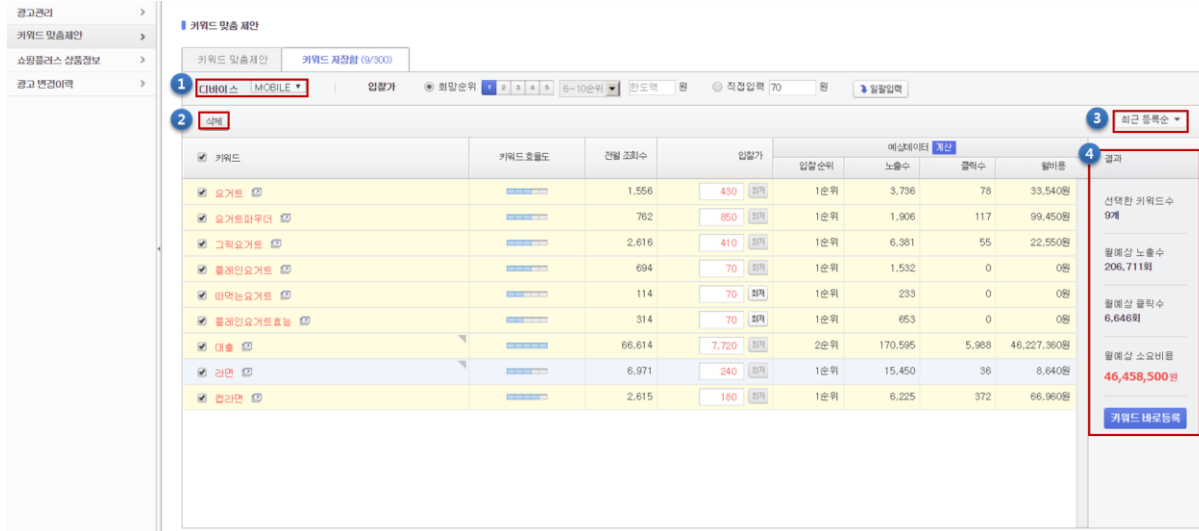 광고관리 >
키워드 맞춤제안 >
쇼핑플러스 상품정보 >
광고 변경이력 >
키워드 맞춤 제안
키워드 맞춤제안 키워드 저장함 (9/300)
1 디바이스 MOBILE 입찰가 희망순위 1 2 3 4 5 6~10순위 한도액 원 직접입력 70 원 일괄입력
2 삭제 3 최근 등록순
키워드 키워드 효율도 전월 조회수 입찰가 예상데이터 계산
입찰순위 노출수 클릭수 월비용
요거트 1,556 430 최저 1순위 3,736 78 33,540원
요거트파우더 762 850 최저 1순위 1,906 117 99,450원
그릭요거트 2,616 410 최저 1순위 6,381 55 22,550원
플레인요거트 694 70 최저 1순위 1,532 0 0원
떠먹는요거트 114 70 최저 1순위 233 0 0원
플레인요거트효능 314 70 최저 1순위 653 0 0원
대출 66,614 7,720 최저 2순위 170,595 5,988 46,227,360원
라면 6,971 240 최저 1순위 15,450 36 8,640원
컵라면 2,615 180 최저 1순위 6,225 372 66,960원
4 결과
선택한 키워드수
9개
월예상 노출수
206,711회
월예상 클릭수
6,646회
월예상 소요비용
46,458,500원
키워드 바로등록